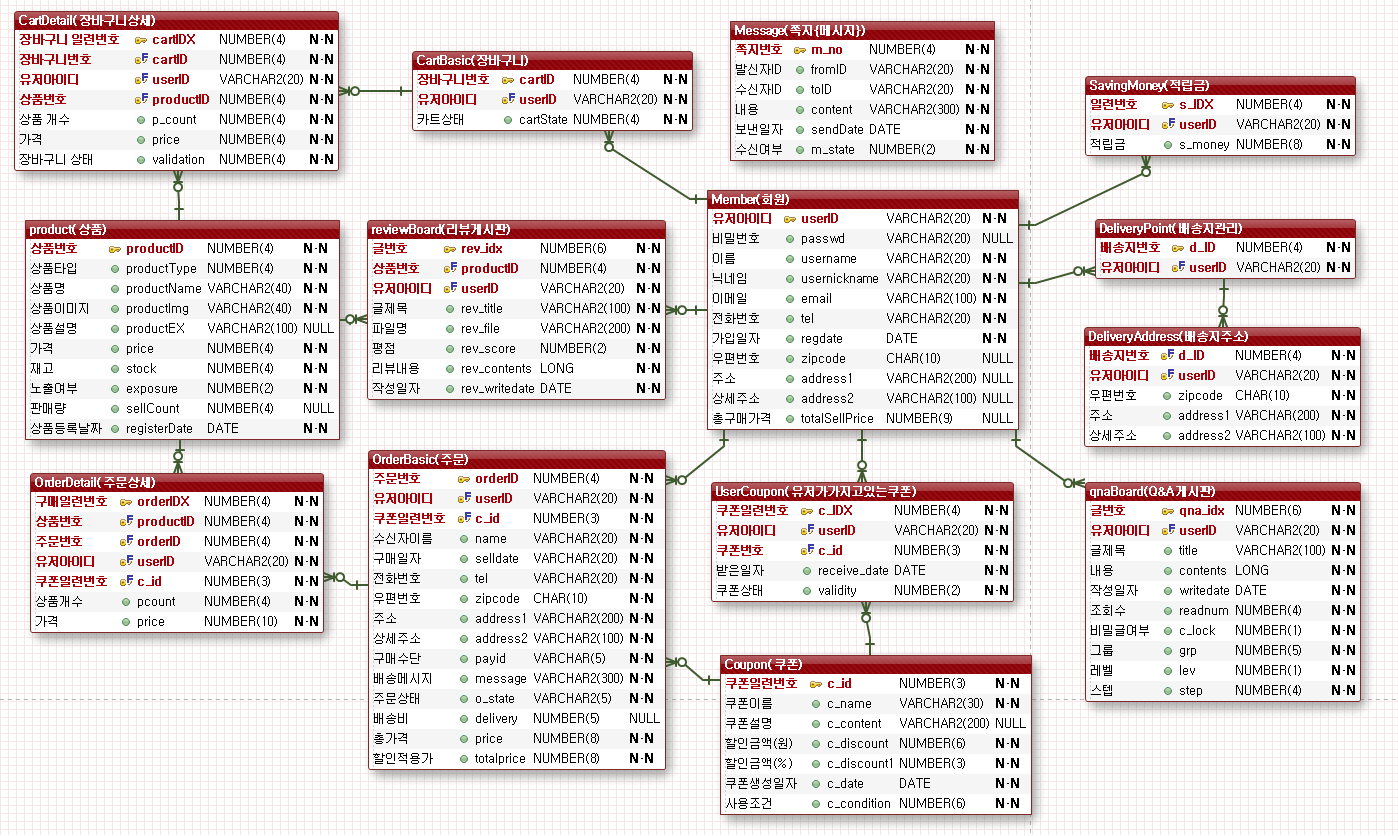 CartDetail(장바구니상세)
장바구니 일련번호 cartIDX NUMBER(4) N-N
장바구니번호 cartID NUMBER(4) N-N
유저아이디 userID VARCHAR2(20) N-N
상품번호 productID NUMBER(4) N-N
상품 개수 p_count NUMBER(4) N-N
가격 price NUMBER(4) N-N
장바구니 상태 validation NUMBER(4) N-N
CartBasic(장바구니)
장바구니번호 cartID NUMBER(4) N-N
유저아이디 userID VARCHAR2(20) N-N
카트상태 cartState NUMBER(4) N-N
Message(쪽지{메시지})
쪽지번호 m_no NUMBER(4) N-N
발신자ID fromID VARCHAR2(20) N-N
수신자ID toID VARCHAR2(20) N-N
내용 content VARCHAR2(300) N-N
보낸일자 sendDate DATE N-N
수신여부 m_state NUMBER(2) N-N
SavingMoney(적립금)
일련번호 s_IDX NUMBER(4) N-N
유저아이디 userID VARCHAR2(20) N-N
적립금 s_money NUMBER(8) N-N
product(상품)
상품번호 productID NUMBER(4) N-N
상품타입 productType NUMBER(4) N-N
상품명 productName VARCHAR2(40) N-N
상품이미지 productImg VARCHAR2(40) N-N
상품설명 productEX VARCHAR2(100) NULL
가격 price NUMBER(4) N-N
재고 stock NUMBER(4) N-N
노출여부 exposure NUMBER(2) N-N
판매량 sellCount NUMBER(4) NULL
상품등록날짜 registerDate DATE N-N
reviewBoard(리뷰게시판)
글번호 rev_idx NUMBER(6) N-N
상품번호 productID NUMBER(4) N-N
유저아이디 userID VARCHAR2(20) N-N
글제목 rev_title VARCHAR2(100) N-N
파일명 rev_file VARCHAR2(200) N-N
평점 rev_score NUMBER(2) N-N
리뷰내용 rev_contents LONG N-N
작성일자 rev_writedate DATE N-N
Member(회원)
유저아이디 userID VARCHAR2(20) N-N
비밀번호 passwd VARCHAR2(20) NULL
이름 username VARCHAR2(20) N-N
닉네임 usernickname VARCHAR2(20) N-N
이메일 email VARCHAR2(100) N-N
전화번호 tel VARCHAR2(20) N-N
가입일자 regdate DATE N-N
우편번호 zipcode CHAR(10) NULL
주소 address1 VARCHAR2(200) NULL
상세주소 address2 VARCHAR2(100) NULL
총구매가격 totalSellPrice NUMBER(9) NULL
DeliveryPoint(배송지관리)
배송지번호 d_ID NUMBER(4) N-N
유저아이디 userID VARCHAR2(20) N-N
DeliveryAddress(배송지주소)
배송지번호 d_ID NUMBER(4) N-N
유저아이디 userID VARCHAR2(20) N-N
우편번호 zipcode CHAR(10) N-N
주소 address1 VARCHAR(200) N-N
상세주소 address2 VARCHAR2(100) N-N
OrderDetail(주문상세)
구매일련번호 orderIDX NUMBER(4) N-N
상품번호 productID NUMBER(4) N-N
주문번호 orderID NUMBER(4) N-N
유저아이디 userID VARCHAR2(20) N-N
쿠폰일련번호 c_id NUMBER(3) N-N
상품개수 pcount NUMBER(4) N-N
가격 price NUMBER(10) N-N
OrderBasic(주문)
주문번호 orderID NUMBER(4) N-N
유저아이디 userID VARCHAR2(20) N-N
쿠폰일련번호 c_id NUMBER(3) N-N
수신자이름 name VARCHAR2(20) N-N
구매일자 selldate VARCHAR2(20) N-N
전화번호 tel VARCHAR2(20) N-N
우편번호 zipcode CHAR(10) N-N
주소 address1 VARCHAR2(200) N-N
상세주소 address2 VARCHAR2(100) N-N
구매수단 payid VARCHAR(5) N-N
배송메시지 message VARCHAR2(300) N-N
주문상태 o_state VARCHAR2(5) N-N
배송비 delivery NUMBER(5) NULL
총가격 price NUMBER(8) N-N
할인적용가 totalprice NUMBER(8) N-N
UserCoupon(유저가가지고있는쿠폰)
쿠폰일련번호 c_IDX NUMBER(4) N-N
유저아이디 userID VARCHAR2(20) N-N
쿠폰번호 c_id NUMBER(3) N-N
받은일자 receive_date DATE N-N
쿠폰상태 validity NUMBER(2) N-N
qnaBoard(Q&A게시판)
글번호 qna_idx NUMBER(6) N-N
유저아이디 userID VARCHAR2(20) N-N
글제목 title VARCHAR2(100) N-N
내용 contents LONG N-N
작성일자 writedate DATE N-N
조회수 readnum NUMBER(4) N-N
비밀글여부 c_lock NUMBER(1) N-N
그룹 grp NUMBER(5) N-N
레벨 lev NUMBER(1) N-N
스텝 step NUMBER(4) N-N
Coupon(쿠폰)
쿠폰일련번호 c_id NUMBER(3) N-N
쿠폰이름 c_name VARCHAR2(30) N-N
쿠폰설명 c_content VARCHAR2(200) NULL
할인금액(원) c_discount NUMBER(6) N-N
할인금액(%) c_discount1 NUMBER(3) N-N
쿠폰생성일자 c_date DATE N-N
사용조건 c_condition NUMBER(6) N-N